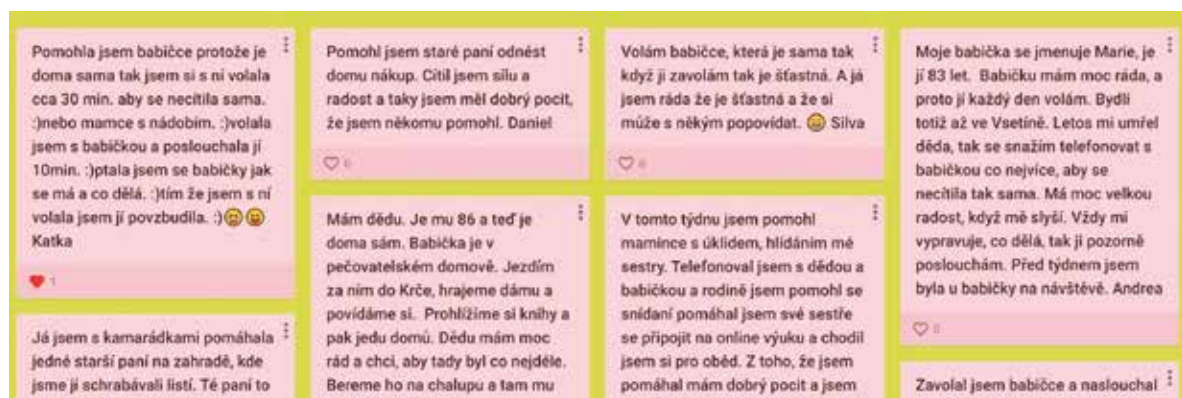 Pomohla jsem babičce protože je
doma sama tak jsem si s ní volala
cca 30 min. aby se necítila sama.
:)nebo mamce s nádobím. :)volala
jsem s babičkou a poslouchala jí
10min. :)ptala jsem se babičky jak
se má a co dělá. :)tím že jsem s ní
volala jsem jí povzbudila. :)
Katka
1
Já jsem s kamarádkami pomáhala
jedné starší paní na zahradě, kde
jsme jí schrabávali listí. Té paní to
Pomohl jsem staré paní odnést
domu nákup. Cítil jsem sílu a
radost a taky jsem měl dobrý pocit,
že jsem někomu pomohl. Daniel
0
Mám dědu. Je mu 86 a teď je
doma sám. Babička je v
pečovatelském domově. Jezdím
za ním do Krče, hrajeme dámu a
povídáme si. Prohlížíme si knihy a
pak jedu domů. Dědu mám moc
rád a chci, aby tady byl co nejdéle.
Bereme ho na chalupu a tam mu
Volám babičce, která je sama tak
když ji zavolám tak je šťastná. A já
jsem ráda že je šťastná a že si
může s někým popovídat. 😀 Silva
0
V tomto týdnu jsem pomohl
mamince s úklidem, hlídáním mé
sestry. Telefonoval jsem s dědou a
babičkou a rodině jsem pomohl se
snídaní pomáhal jsem své sestře
se připojit na online výuku a chodil
jsem si pro oběd. Z toho, že jsem
pomáhal mám dobrý pocit a jsem
Moje babička se jmenuje Marie, je
jí 83 let. Babičku mám moc ráda, a
proto jí každý den volám. Bydlí
totiž až ve Vsetíně. Letos mi umřel
děda, tak se snažím telefonovat s
babičkou co nejvíce, aby se
necítila tak sama. Má moc velkou
radost, když mě slyší. Vždy mi
vypravuje, co dělá, tak ji pozorně
poslouchám. Před týdnem jsem
byla u babičky na návštěvě. Andrea
0
Zavolal jsem babičce a naslouchal